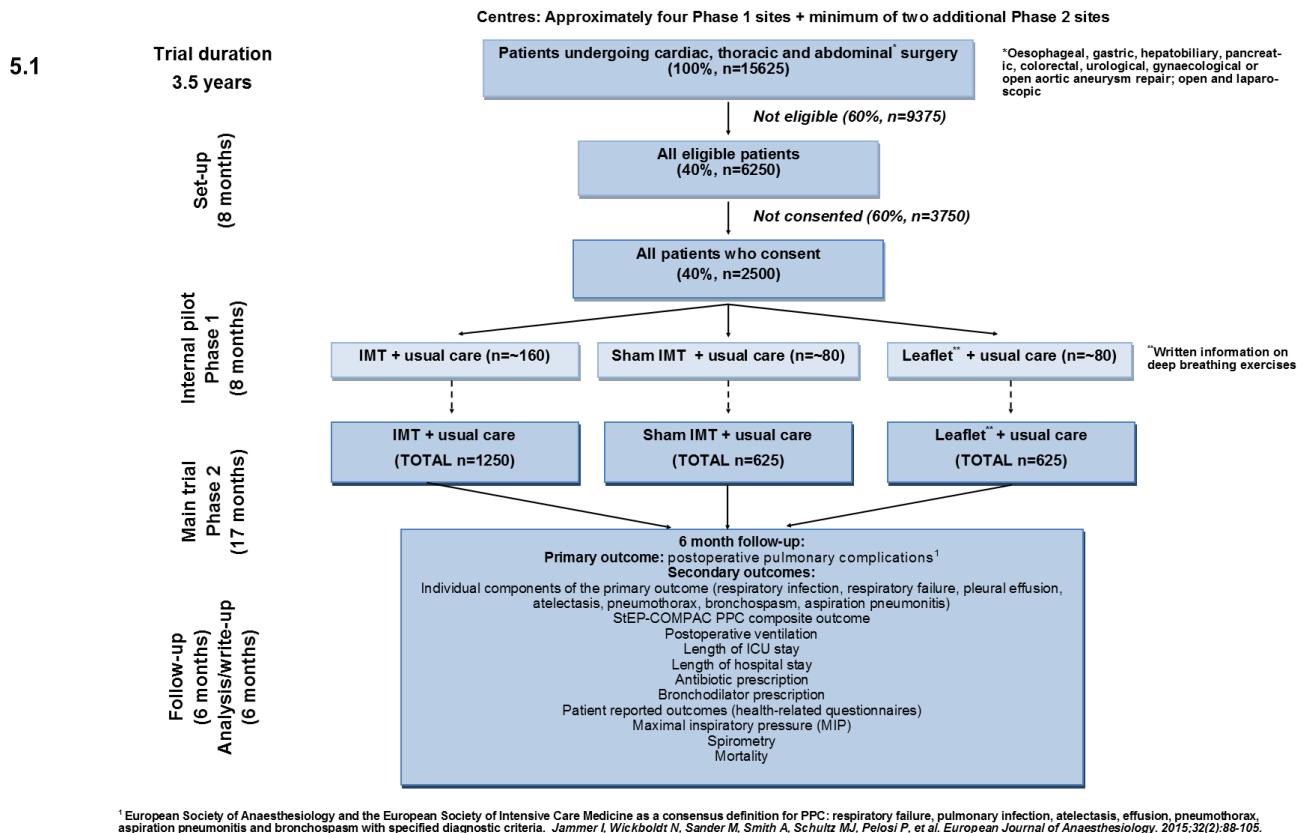 Centres: Approximately four Phase 1 sites + minimum of two additional Phase 2 sites
5.1
Trial duration
3.5 years
Patients undergoing cardiac, thoracic and abdominal* surgery
(100%, n=15625)
*Oesophageal, gastric, hepatobiliary, pancreat-
ic, colorectal, urological, gynaecological or
open aortic aneurysm repair; open and laparo-
scopic
Not eligible (60%, n=9375)
Set-up
(8 months)
All eligible patients
(40%, n=6250)
Not consented (60%, n=3750)
All patients who consent
(40%, n=2500)
Internal pilot
Phase 1
(8 months)
IMT + usual care (n=~160)
Sham IMT + usual care (n=~80)
Leaflet** + usual care (n=~80)
**Written information on
deep breathing exercises
Main trial
Phase 2
(17 months)
IMT + usual care
(TOTAL n=1250)
Sham IMT + usual care
(TOTAL n=625)
Leaflet** + usual care
(TOTAL n=625)
Follow-up
(6 months)
Analysis/write-up
(6 months)
6 month follow-up:
Primary outcome: postoperative pulmonary complications1
Secondary outcomes:
Individual components of the primary outcome (respiratory infection, respiratory failure, pleural effusion,
atelectasis, pneumothorax, bronchospasm, aspiration pneumonitis)
StEP-COMPAC PPC composite outcome
Postoperative ventilation
Length of ICU stay
Length of hospital stay
Antibiotic prescription
Bronchodilator prescription
Patient reported outcomes (health-related questionnaires)
Maximal inspiratory pressure (MIP)
Spirometry
Mortality
1 European Society of Anaesthesiology and the European Society of Intensive Care Medicine as a consensus definition for PPC: respiratory failure, pulmonary infection, atelectasis, effusion, pneumothorax,
aspiration pneumonitis and bronchospasm with specified diagnostic criteria. Jammer I, Wickboldt N, Sander M, Smith A, Schultz MJ, Pelosi P, et al. European Journal of Anaesthesiology. 2015;32(2):88-105.